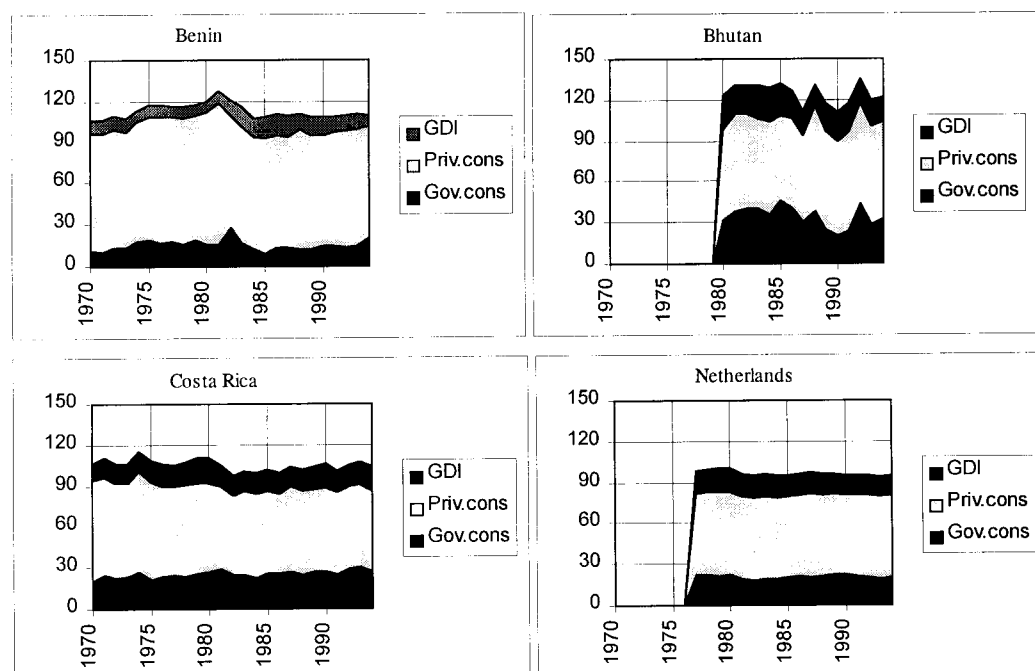 Benin
150
120
90
60
30
0
1970
1975
1980
1985
1990
GDI
Priv.cons
Gov.cons
Bhutan
150
120
90
60
30
0
1970
1975
1980
1985
1990
GDI
Priv.cons
Gov.cons
Costa Rica
150
120
90
60
30
0
1970
1975
1980
1985
1990
GDI
Priv.cons
Gov.cons
Netherlands
150
120
90
60
30
0
1970
1975
1980
1985
1990
GDI
Priv.cons
Gov.cons